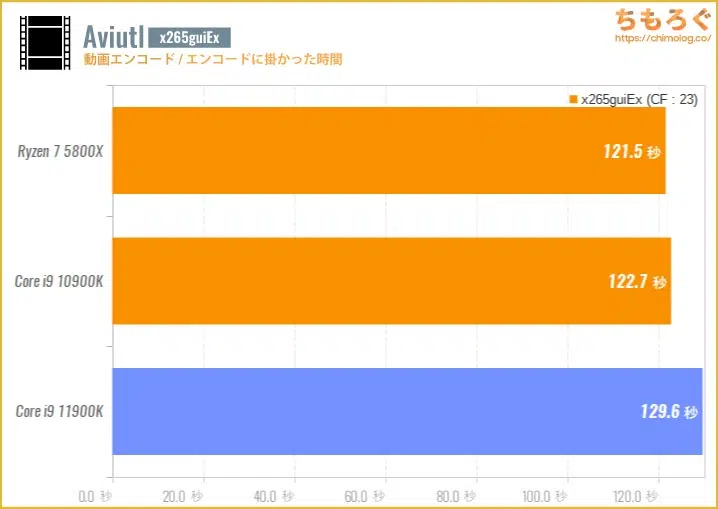 ちもろぐ
https://chimolog.co/
Aviutl x265guiEx
動画エンコード / エンコードに掛かった時間
x265guiEx (CF : 23)
Ryzen 7 5800X
121.5 秒
Core i9 10900K
122.7 秒
Core i9 11900K
129.6 秒
0.0 秒 20.0 秒 40.0 秒 60.0 秒 80.0 秒 100.0 秒 120.0 秒